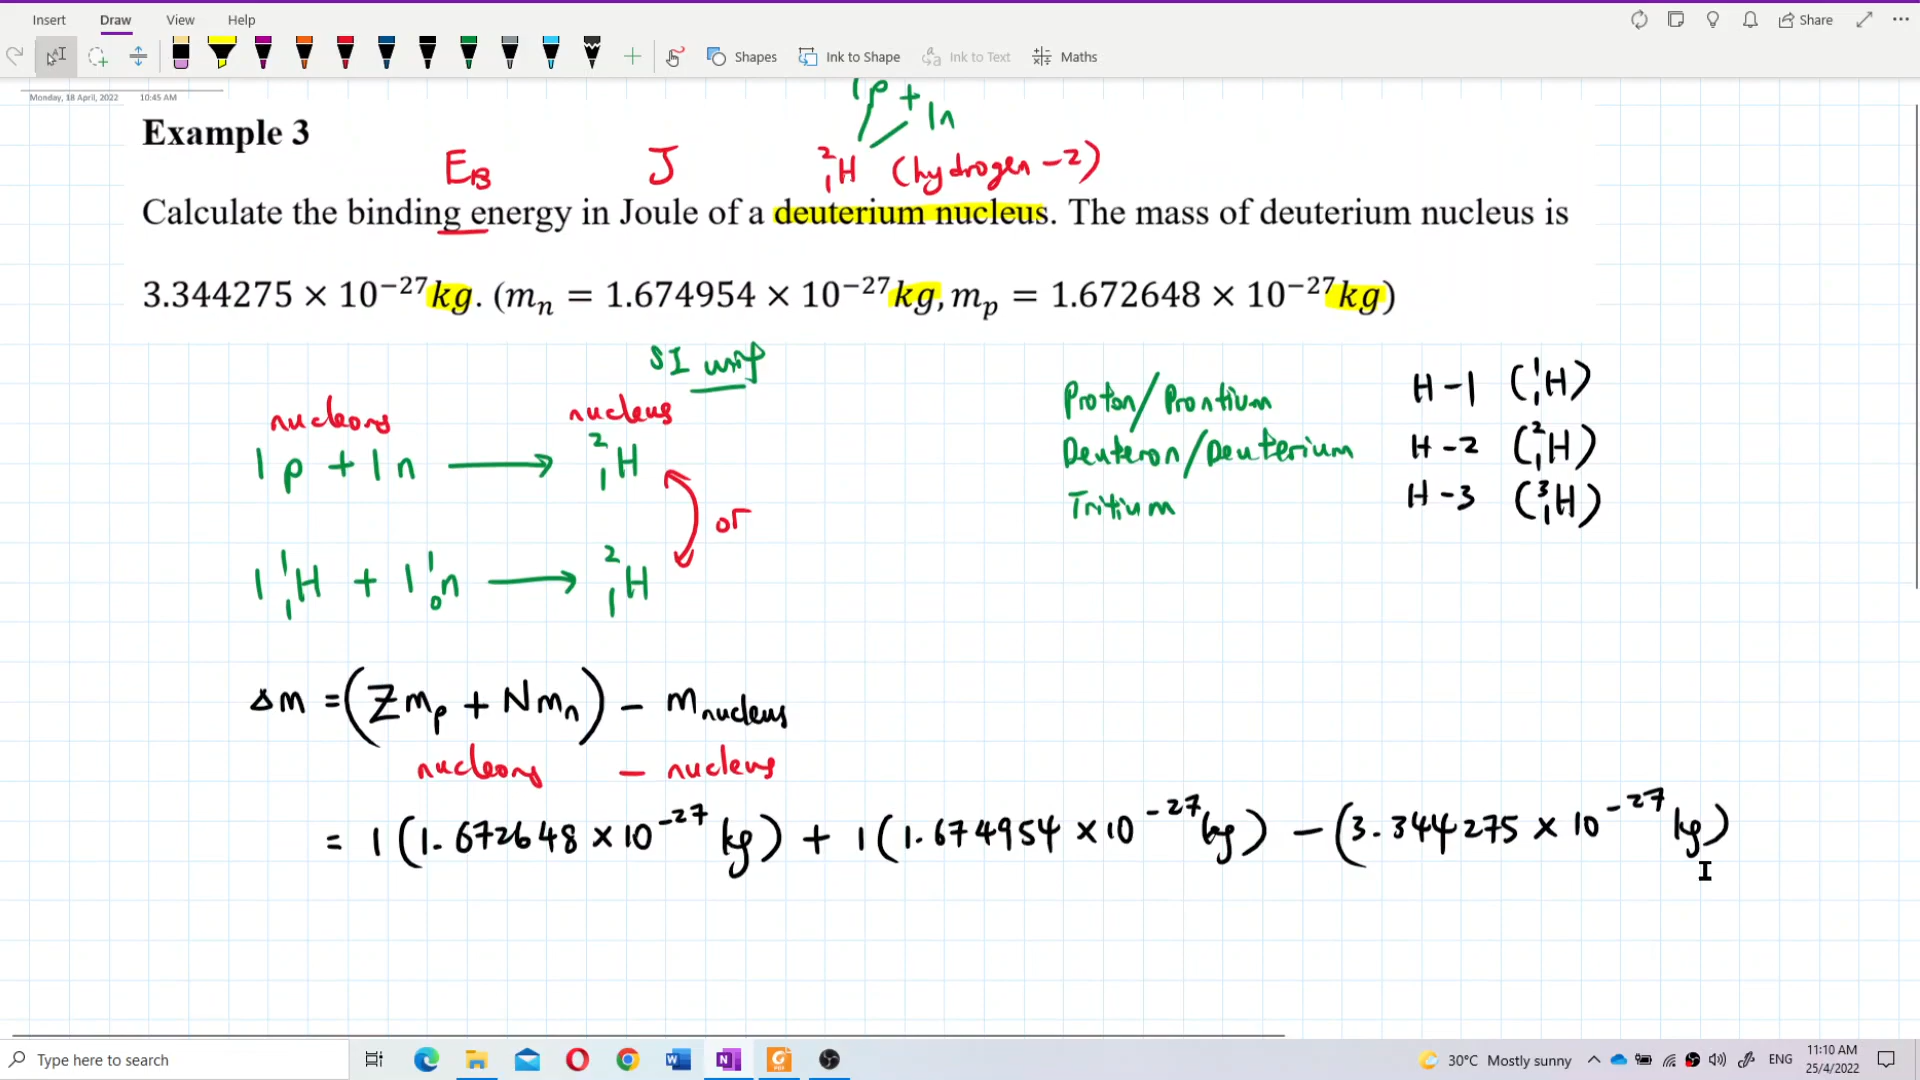 Insert Draw View Help
Share
Shapes Ink to Shape Ink to Text Maths
Monday, 18 April, 2022 10:45 AM
1p + 1n
Example 3
E_B J ²₁H (hydrogen-2)
Calculate the binding energy in Joule of a deuterium nucleus. The mass of deuterium nucleus is
3.344275 × 10⁻²⁷kg. (mₙ = 1.674954 × 10⁻²⁷kg, mₚ = 1.672648 × 10⁻²⁷kg)
SI unit
nucleons nucleus
1p + 1n ⟶ ²₁H
or
1 ¹₁H + 1 ¹₀n ⟶ ²₁H
Proton/Prontium H-1 (¹₁H)
Deuteron/Deuterium H-2 (²₁H)
Tritium H-3 (³₁H)
Δm = (Zmₚ + Nmₙ) − m_nucleus
nucleons − nucleus
= 1(1.672648 × 10⁻²⁷ kg) + 1(1.674954 × 10⁻²⁷ kg) − (3.344275 × 10⁻²⁷ kg)
Type here to search
30°C Mostly sunny ENG 11:10 AM
25/4/2022